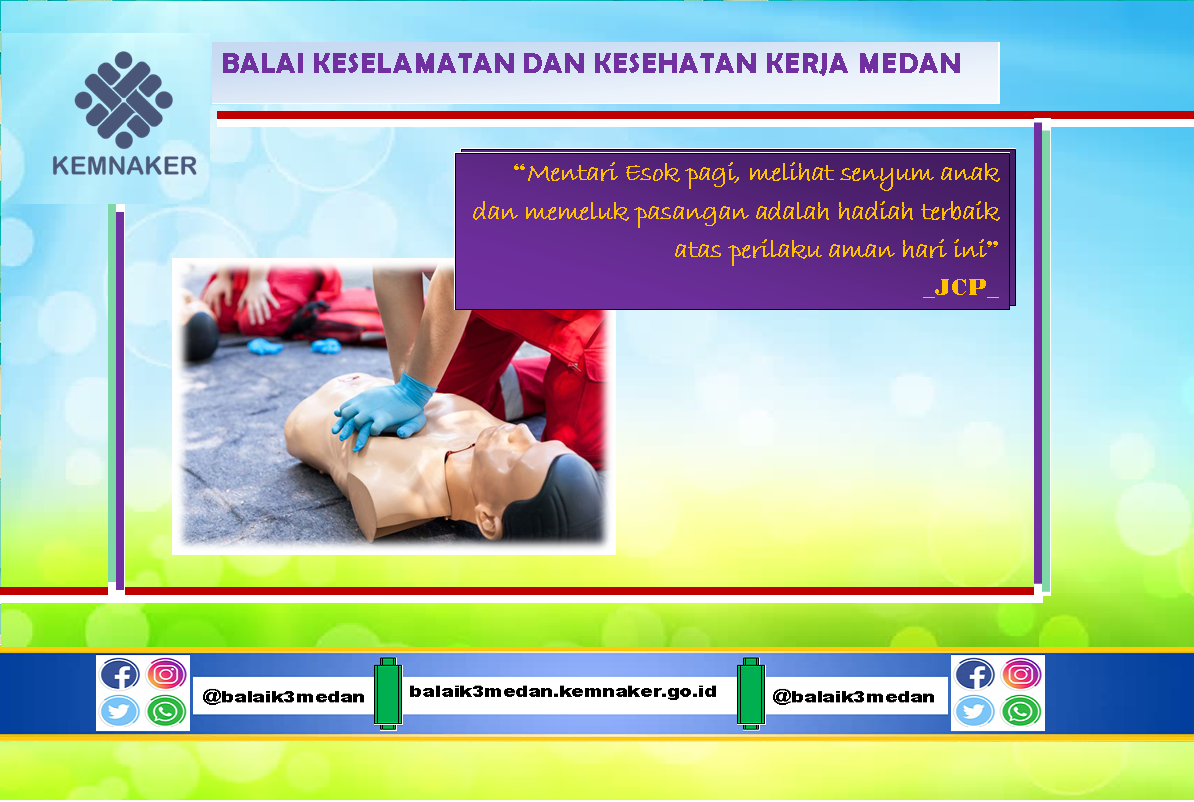 BALAI KESELAMATAN DAN KESEHATAN KERJA MEDAN
KEMNAKER
“Mentari Esok pagi, melihat senyum anak
dan memeluk pasangan adalah hadiah terbaik
atas perilaku aman hari ini”
_JCP_
@balaik3medan
balaik3medan.kemnaker.go.id
@balaik3medan